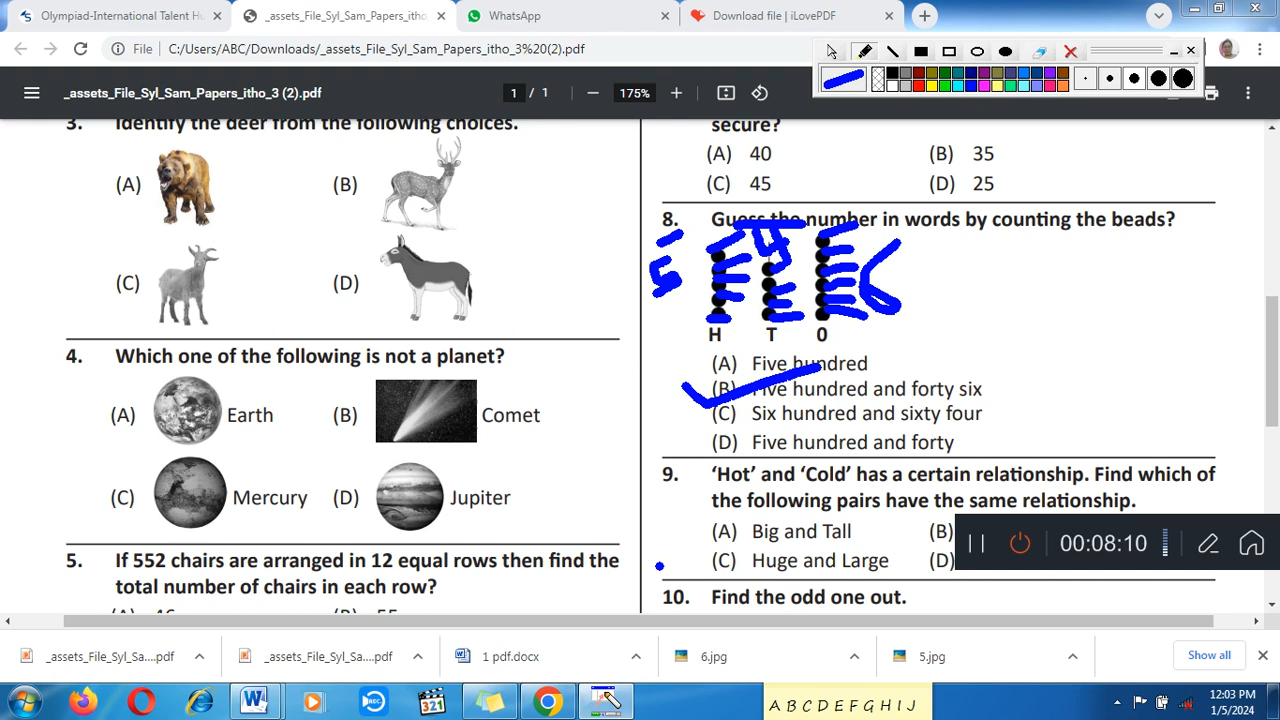 Olympiad-International Talent Hu
_assets_File_Syl_Sam_Papers_itho
WhatsApp
Download file | iLovePDF
File
C:/Users/ABC/Downloads/_assets_File_Syl_Sam_Papers_itho_3%20(2).pdf
_assets_File_Syl_Sam_Papers_itho_3 (2).pdf
1 / 1
175%
3. Identify the deer from the following choices.
(A)
(B)
(C)
(D)
4. Which one of the following is not a planet?
(A) Earth
(B) Comet
(C) Mercury
(D) Jupiter
5. If 552 chairs are arranged in 12 equal rows then find the
total number of chairs in each row?
(A) 46
(B) 55
secure?
(A) 40
(B) 35
(C) 45
(D) 25
8. Guess the number in words by counting the beads?
5 4 6
H T 0
(A) Five hundred
(B) Five hundred and forty six
(C) Six hundred and sixty four
(D) Five hundred and forty
9. ‘Hot’ and ‘Cold’ has a certain relationship. Find which of
the following pairs have the same relationship.
(A) Big and Tall
(B)
(C) Huge and Large
(D)
00:08:10
10. Find the odd one out.
_assets_File_Syl_Sa....pdf
_assets_File_Syl_Sa....pdf
1 pdf.docx
6.jpg
5.jpg
Show all
REC
321
A B C D E F G H I J
12:03 PM
1/5/2024